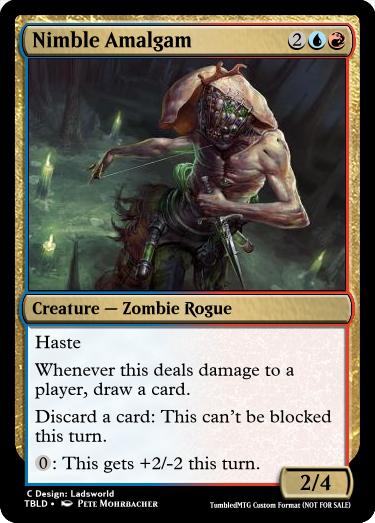 Nimble Amalgam 2
Creature — Zombie Rogue
Haste
Whenever this deals damage to a
player, draw a card.
Discard a card: This can't be blocked
this turn.
0: This gets +2/-2 this turn.
2/4
C Design: Ladsworld
TBLD • Pete Mohrbacher
TumbledMTG Custom Format (NOT FOR SALE)